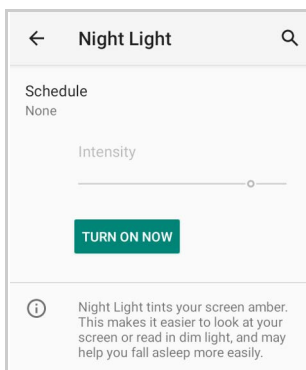 Night Light
Schedule
None
Intensity
TURN ON NOW
Night Light tints your screen amber.
This makes it easier to look at your
screen or read in dim light, and may
help you fall asleep more easily.